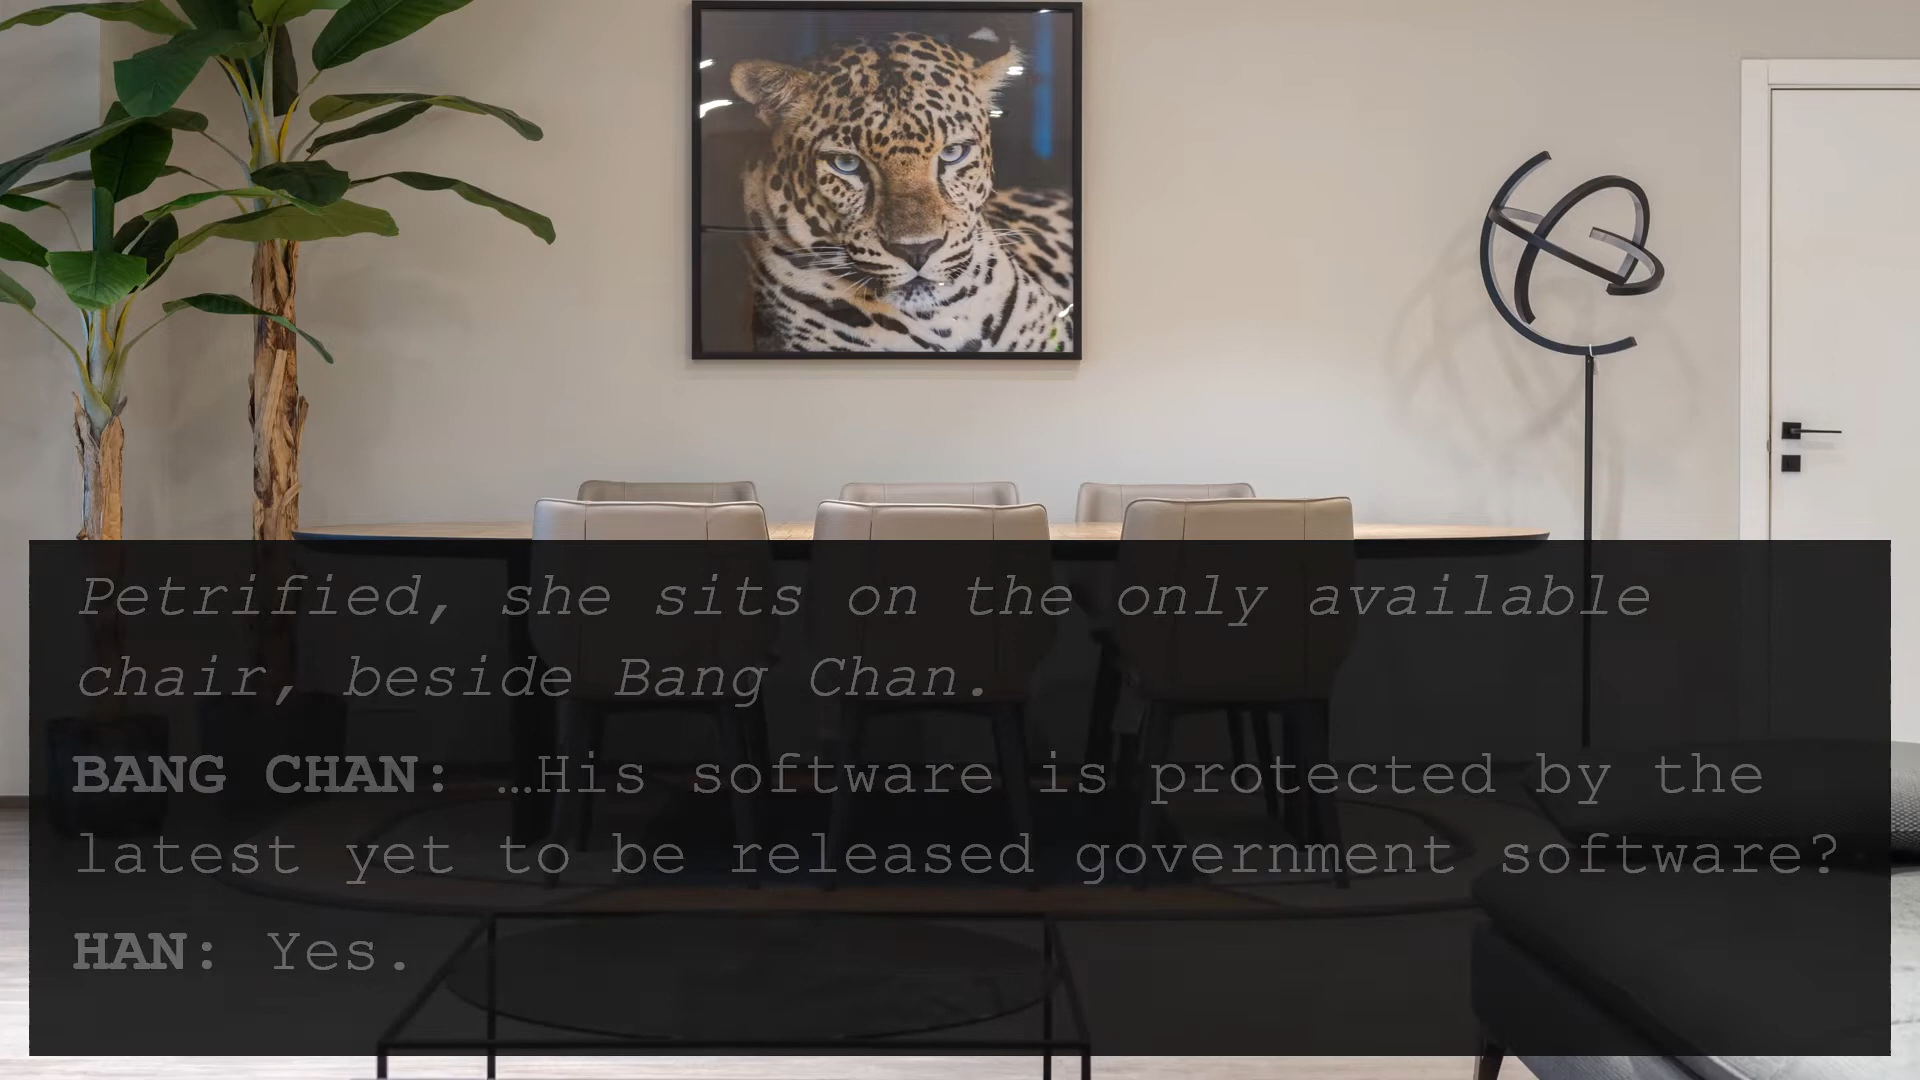 Petrified, she sits on the only available
chair, beside Bang Chan.
BANG CHAN: …His software is protected by the
latest yet to be released government software?
HAN: Yes.